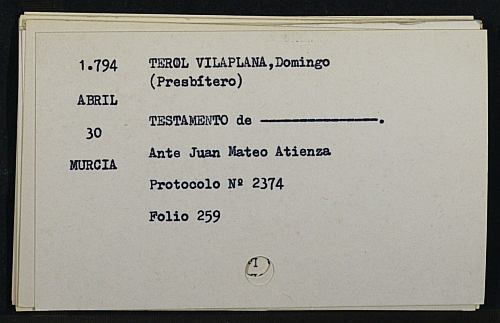 1.794
ABRIL
30
MURCIA
TEROL VILAPLANA,Domingo
(Presbítero)
TESTAMENTO de ————————.
Ante Juan Mateo Atienza
Protocolo Nº 2374
Folio 259